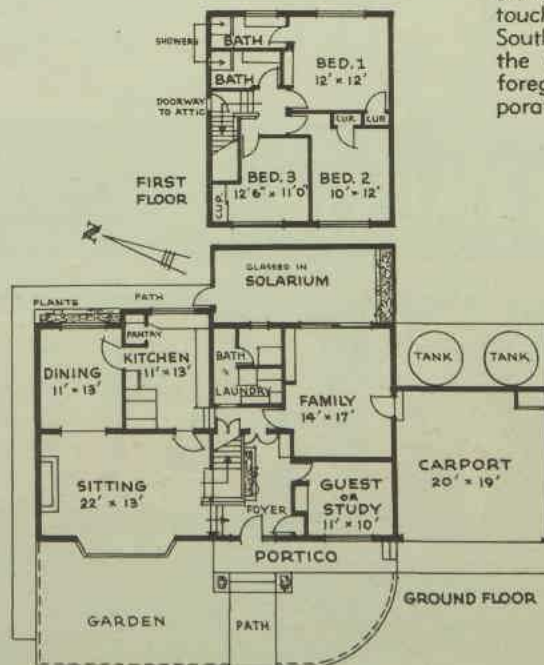 touch
South
the
foreg
pora
SHOWERS
BATH
BATH
BED. 1
12' × 12'
DOORWAY
TO ATTIC
CUP.
CUP.
BED. 3
12'6" × 11'0"
BED. 2
10' × 12'
CUP.
FIRST
FLOOR
N
GLASSED IN
SOLARIUM
PATH
PLANTS
PANTRY
KITCHEN
11' × 13'
DINING
11' × 13'
BATH
LAUNDRY
FAMILY
14' × 17'
TANK
TANK
CARPORT
20' × 19'
SITTING
22' × 13'
GUEST
OR
STUDY
11' × 10'
FOYER
PORTICO
GROUND FLOOR
GARDEN
PATH